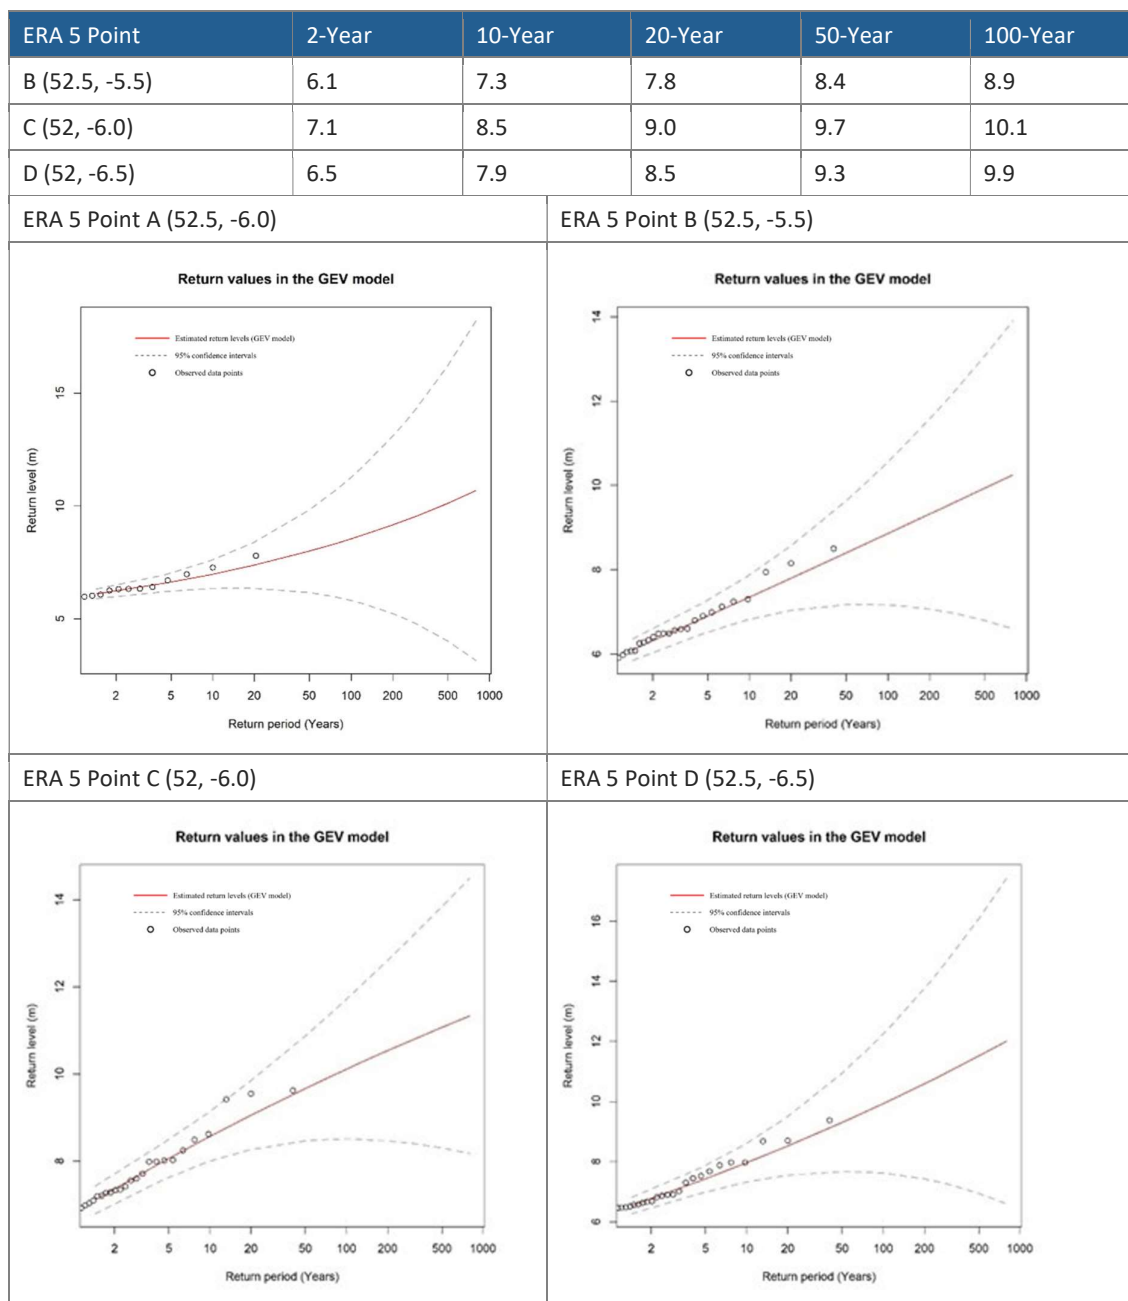 ERA 5 Point 2-Year 10-Year 20-Year 50-Year 100-Year
B (52.5, -5.5) 6.1 7.3 7.8 8.4 8.9
C (52, -6.0) 7.1 8.5 9.0 9.7 10.1
D (52, -6.5) 6.5 7.9 8.5 9.3 9.9
ERA 5 Point A (52.5, -6.0)
Return values in the GEV model
Estimated return levels (GEV model)
95% confidence intervals
Observed data points
Return level (m)
15
10
5
2 5 10 20 50 100 200 500 1000
Return period (Years)
ERA 5 Point B (52.5, -5.5)
Return values in the GEV model
Estimated return levels (GEV model)
95% confidence intervals
Observed data points
Return level (m)
14
12
10
8
6
2 5 10 20 50 100 200 500 1000
Return period (Years)
ERA 5 Point C (52, -6.0)
Return values in the GEV model
Estimated return levels (GEV model)
95% confidence intervals
Observed data points
Return level (m)
14
12
10
8
2 5 10 20 50 100 200 500 1000
Return period (Years)
ERA 5 Point D (52.5, -6.5)
Return values in the GEV model
Estimated return levels (GEV model)
95% confidence intervals
Observed data points
Return level (m)
16
14
12
10
8
6
2 5 10 20 50 100 200 500 1000
Return period (Years)